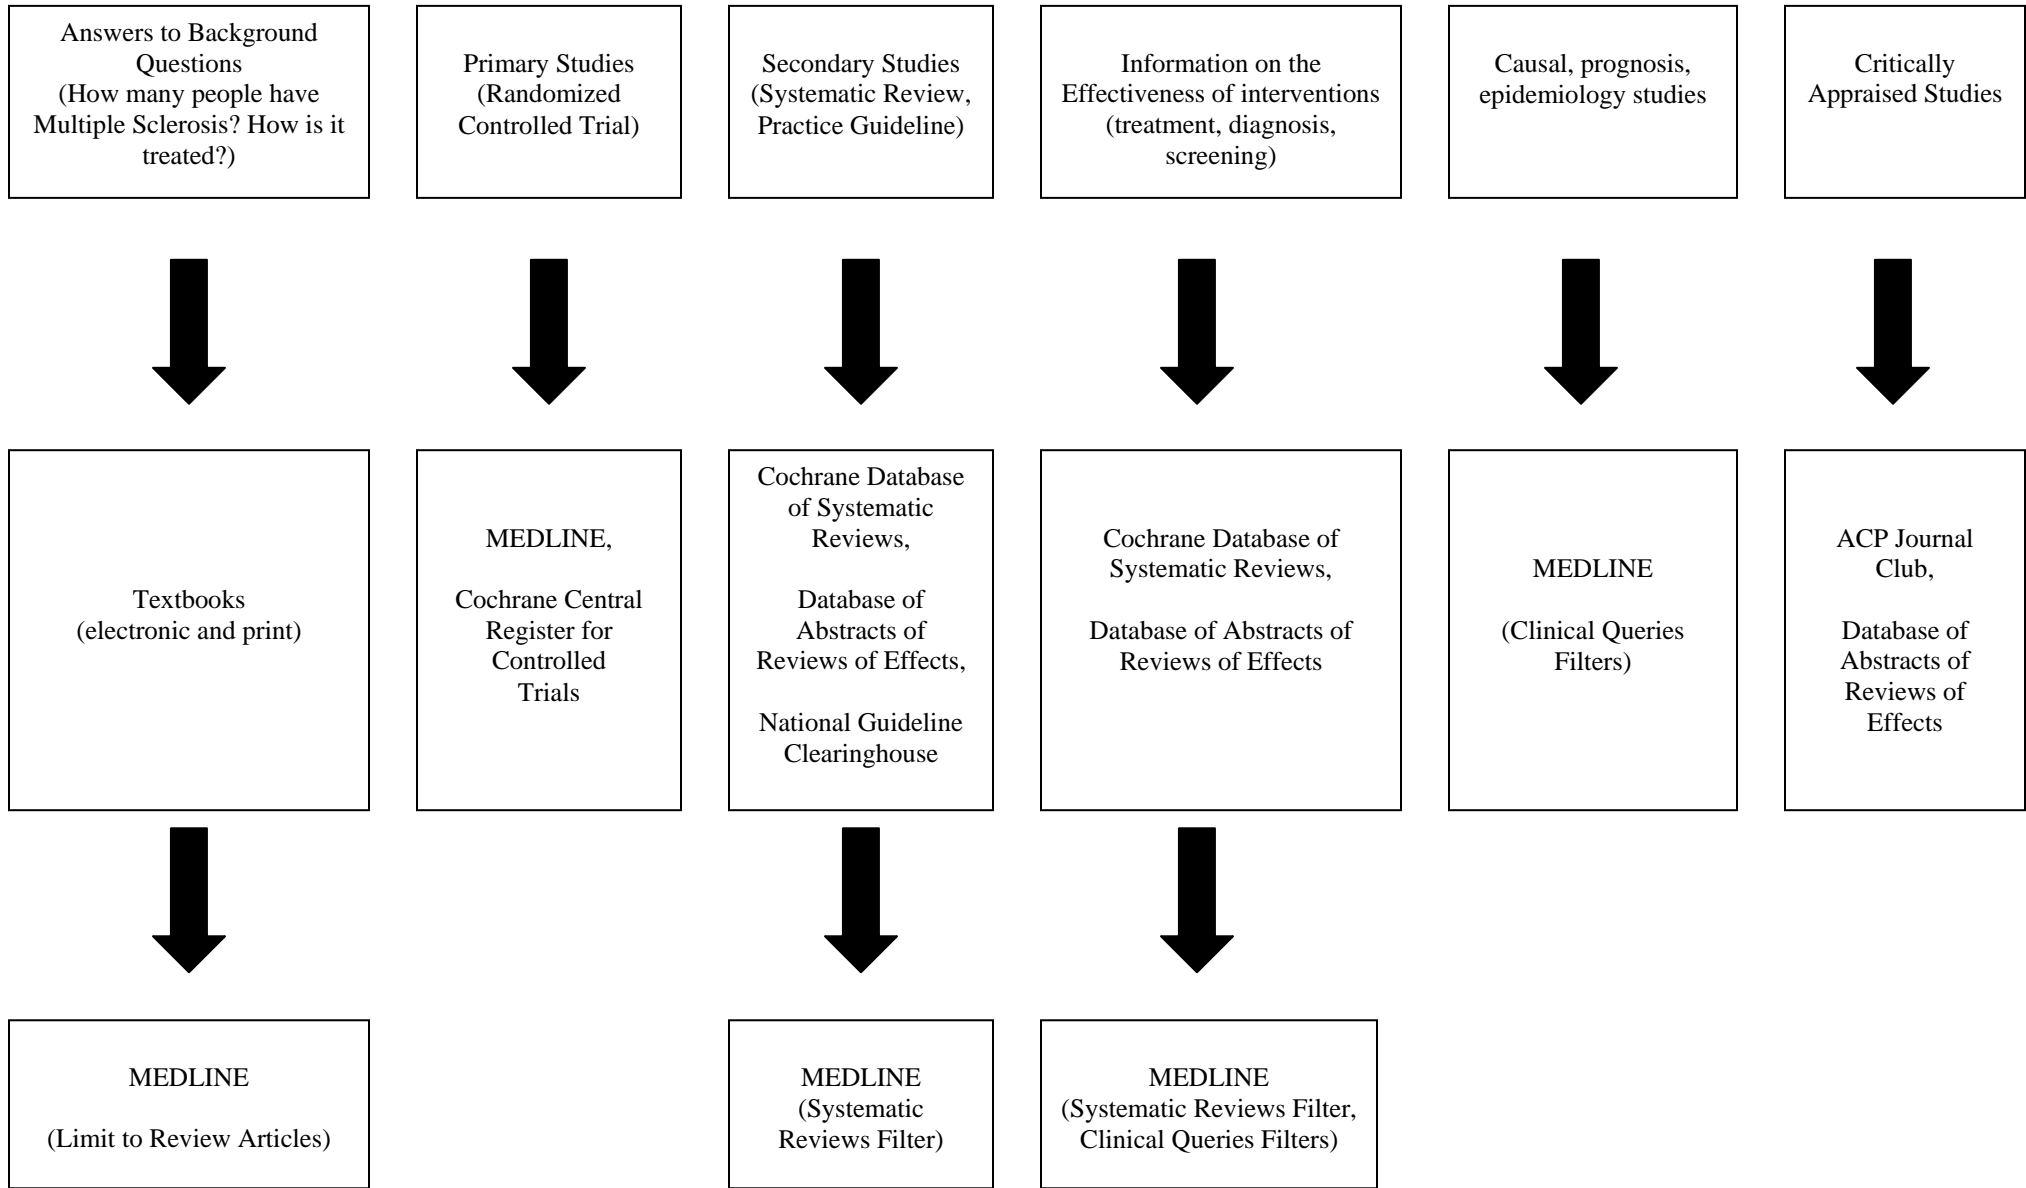 Answers to Background
Questions
(How many people have
Multiple Sclerosis? How is it
treated?)
Primary Studies
(Randomized
Controlled Trial)
Secondary Studies
(Systematic Review,
Practice Guideline)
Information on the
Effectiveness of interventions
(treatment, diagnosis,
screening)
Causal, prognosis,
epidemiology studies
Critically
Appraised Studies
Textbooks
(electronic and print)
MEDLINE,
Cochrane Central
Register for
Controlled
Trials
Cochrane Database
of Systematic
Reviews,
Database of
Abstracts of
Reviews of Effects,
National Guideline
Clearinghouse
Cochrane Database of
Systematic Reviews,
Database of Abstracts of
Reviews of Effects
MEDLINE
(Clinical Queries
Filters)
ACP Journal
Club,
Database of
Abstracts of
Reviews of
Effects
MEDLINE
(Limit to Review Articles)
MEDLINE
(Systematic
Reviews Filter)
MEDLINE
(Systematic Reviews Filter,
Clinical Queries Filters)